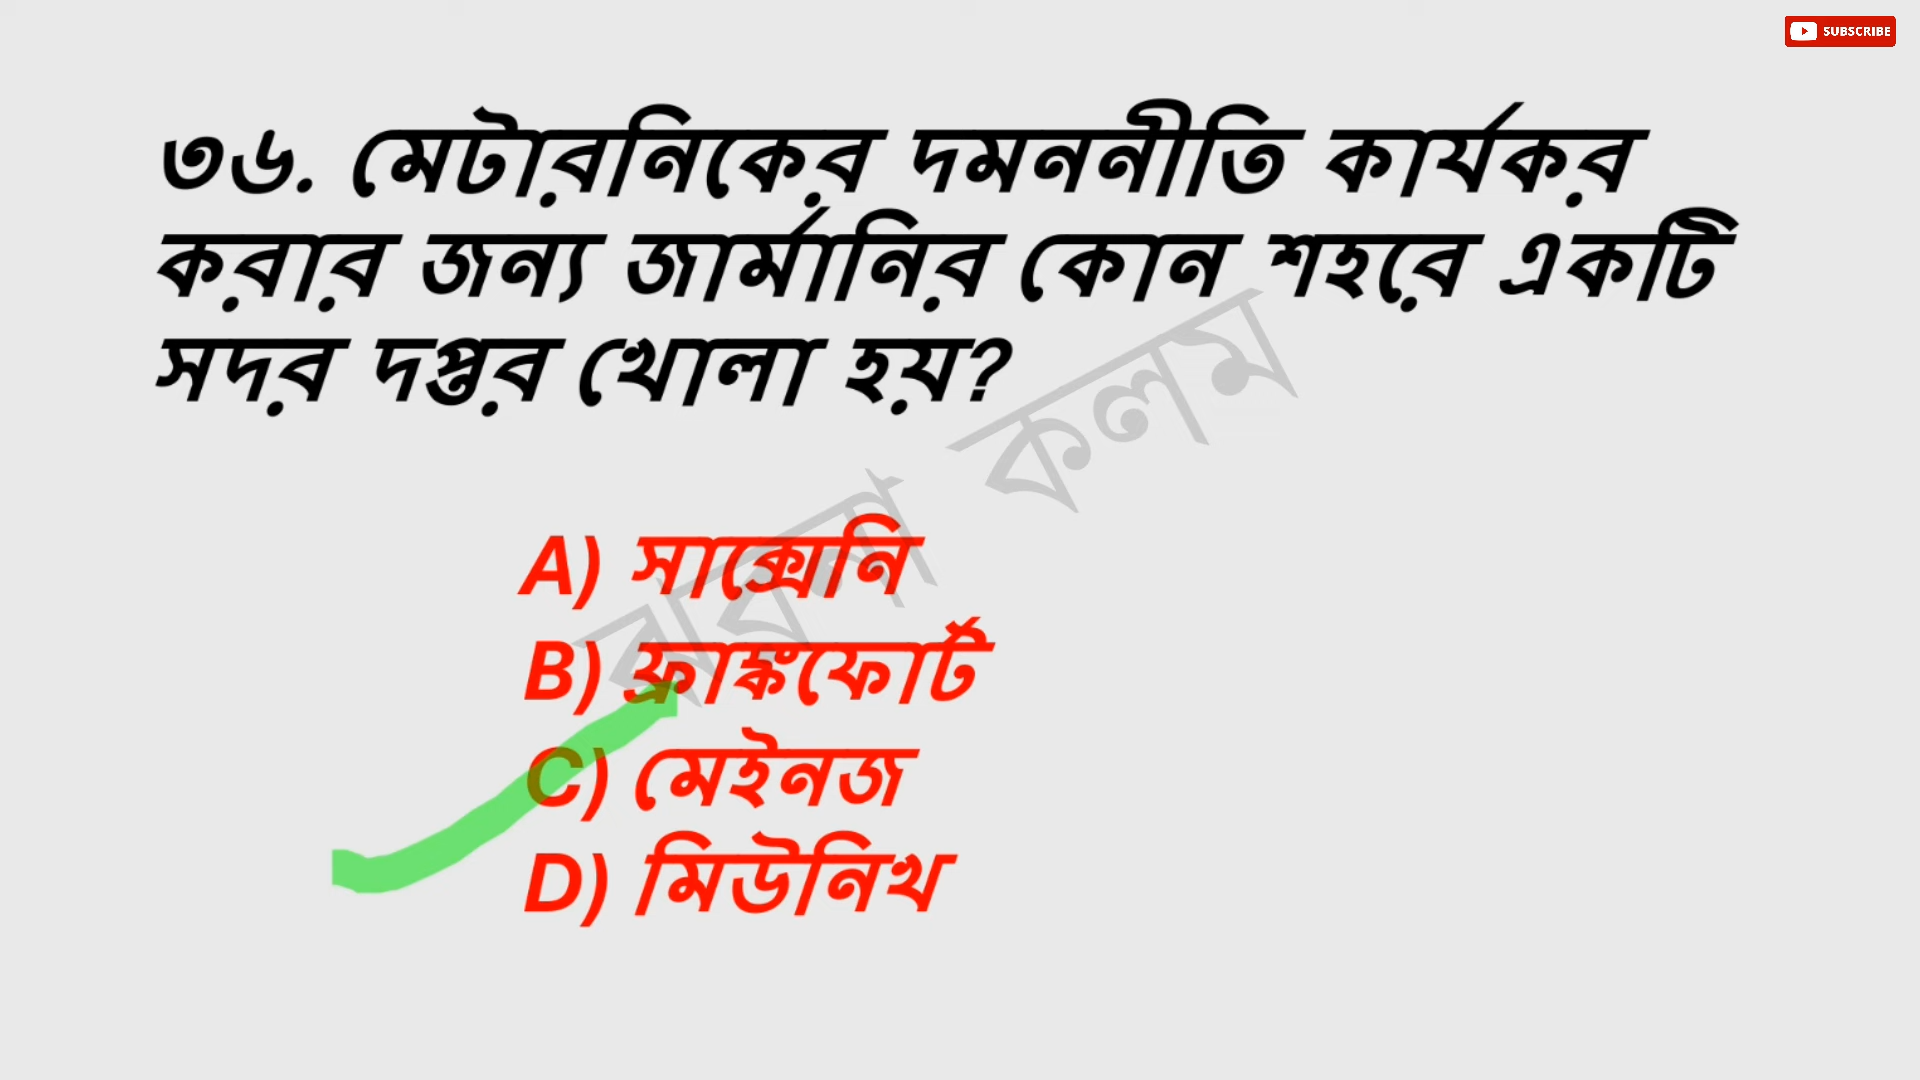 SUBSCRIBE
৩৬. মেটারনিকের দমননীতি কার্যকর
করার জন্য জার্মানির কোন শহরে একটি
সদর দপ্তর খোলা হয়?
A) সাক্সেনি
B) ফ্রাঙ্কফোর্ট
C) মেইনজ
D) মিউনিখ